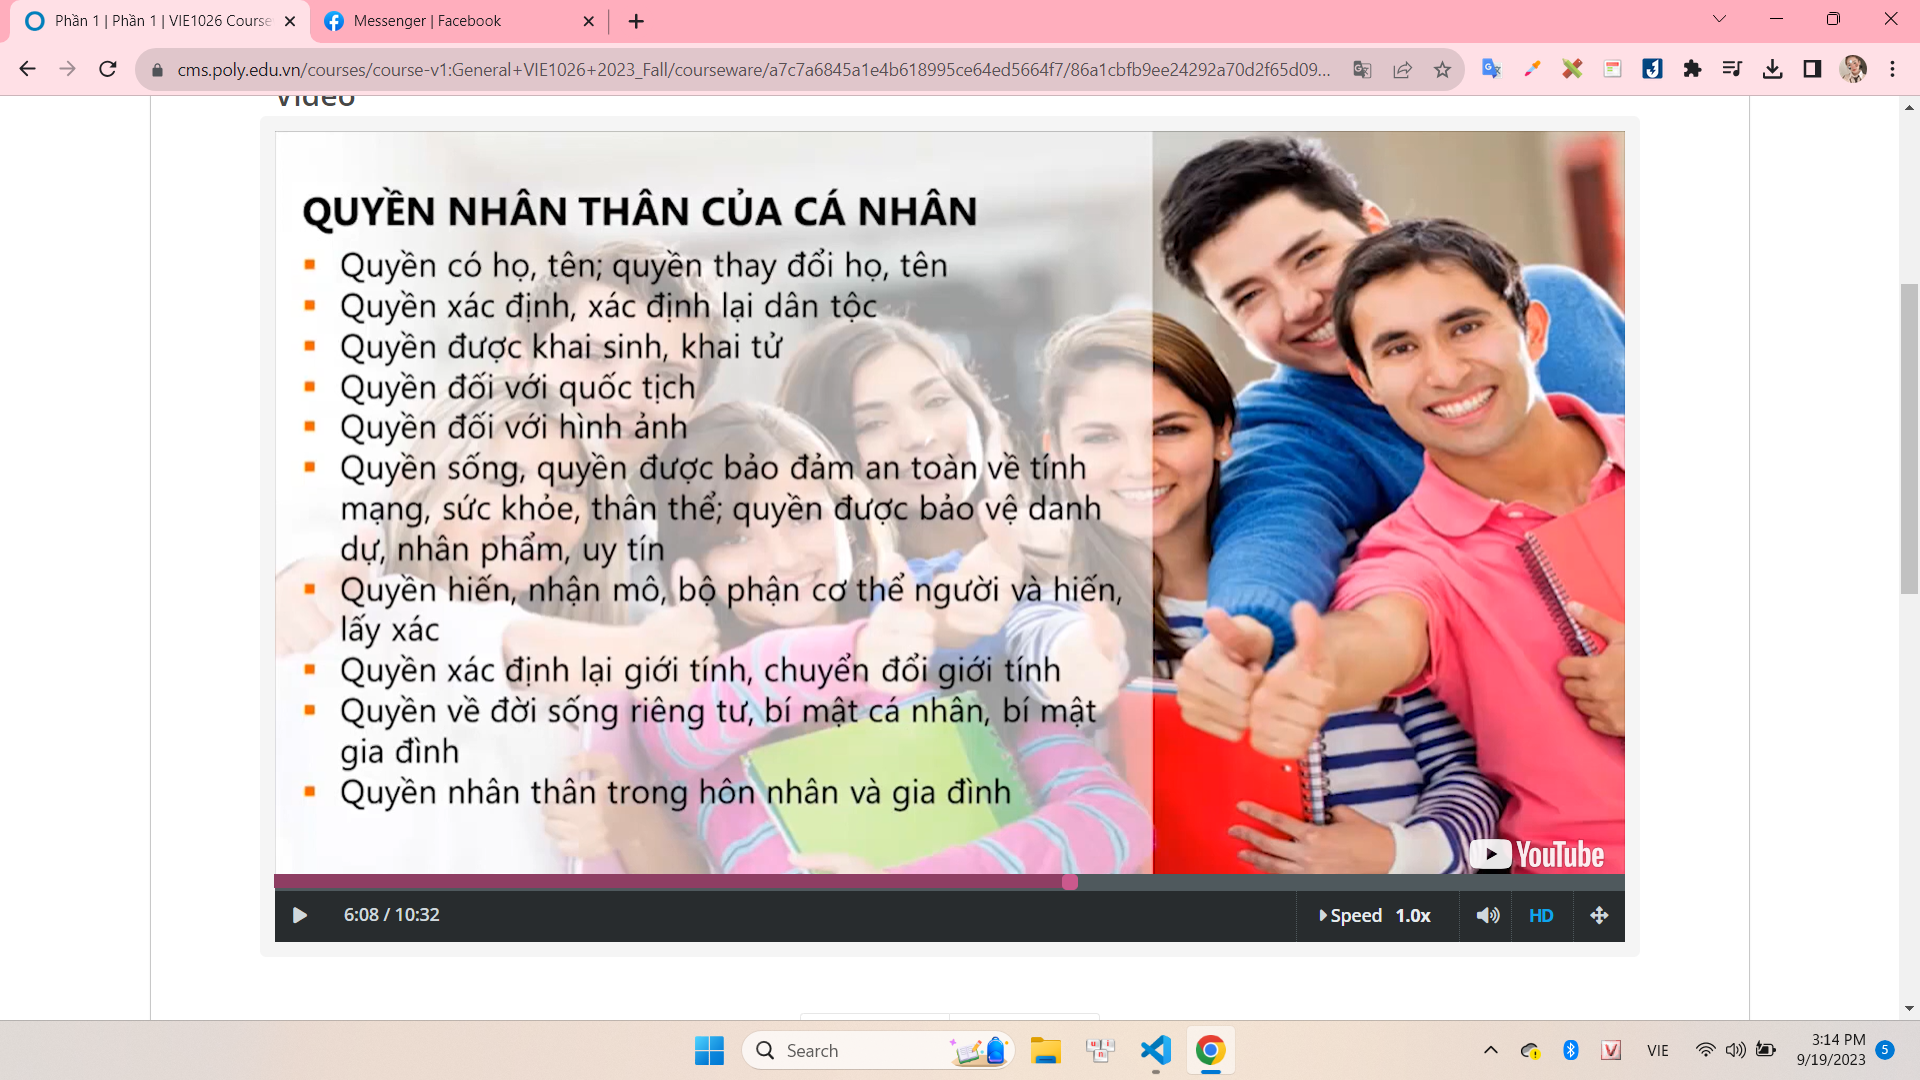 Phần 1 | Phần 1 | VIE1026 Course
Messenger | Facebook
cms.poly.edu.vn/courses/course-v1:General+VIE1026+2023_Fall/courseware/a7c7a6845a1e4b618995ce64ed5664f7/86a1cbfb9ee24292a70d2f65d09...
Video
QUYỀN NHÂN THÂN CỦA CÁ NHÂN
Quyền có họ, tên; quyền thay đổi họ, tên
Quyền xác định, xác định lại dân tộc
Quyền được khai sinh, khai tử
Quyền đối với quốc tịch
Quyền đối với hình ảnh
Quyền sống, quyền được bảo đảm an toàn về tính
mạng, sức khỏe, thân thể; quyền được bảo vệ danh
dự, nhân phẩm, uy tín
Quyền hiến, nhận mô, bộ phận cơ thể người và hiến,
lấy xác
Quyền xác định lại giới tính, chuyển đổi giới tính
Quyền về đời sống riêng tư, bí mật cá nhân, bí mật
gia đình
Quyền nhân thân trong hôn nhân và gia đình
YouTube
6:08 / 10:32
Speed 1.0x
HD
Search
VIE
3:14 PM
9/19/2023
5